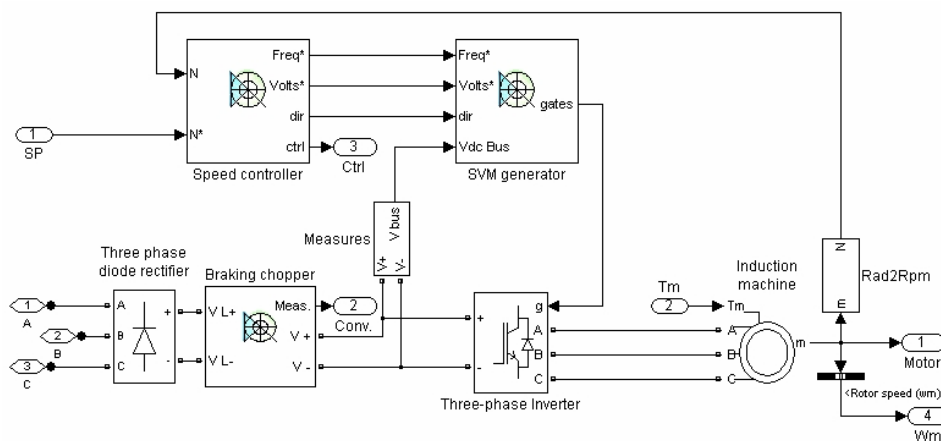 N
N*
Freq*
Volts*
dir
ctrl
Speed controller
1
SP
3
Ctrl
Freq*
Volts*
dir
Vdc Bus
gates
SVM generator
Measures
Vbus
V+
V-
Three phase
diode rectifier
1
A
2
B
3
C
A
B
C
+
-
Braking chopper
V L+
V L-
Meas.
V +
V -
2
Conv.
+
-
g
A
B
C
Three-phase Inverter
Tm
2
Induction
machine
Tm
A
B
C
m
N
m
Rad2Rpm
1
Motor
<Rotor speed (wm)
4
Wm